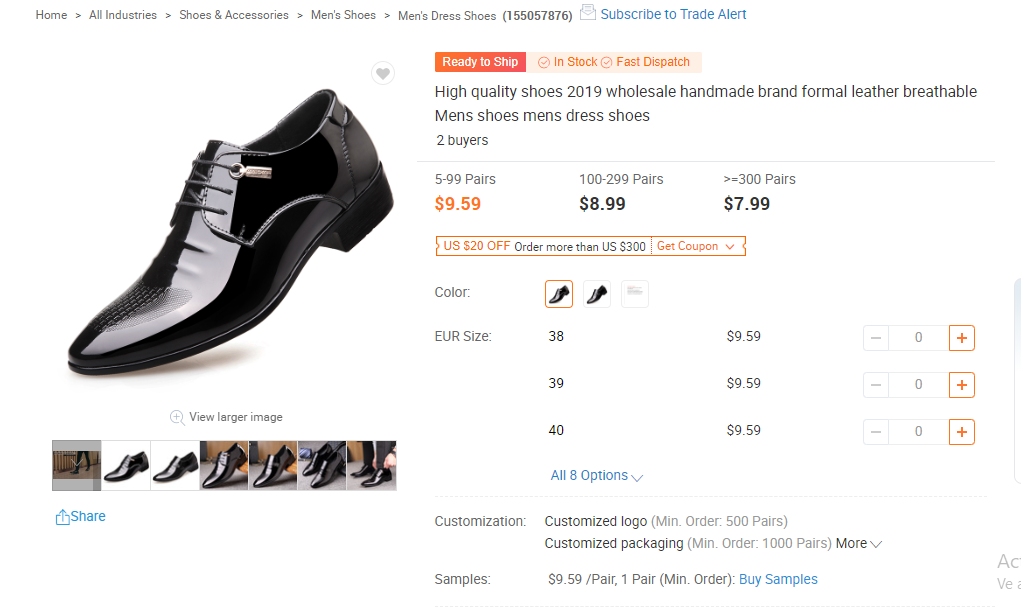 Home > All Industries > Shoes & Accessories > Men's Shoes > Men's Dress Shoes (155057876) Subscribe to Trade Alert
Ready to Ship In Stock Fast Dispatch
High quality shoes 2019 wholesale handmade brand formal leather breathable
Mens shoes mens dress shoes
2 buyers
5-99 Pairs 100-299 Pairs >=300 Pairs
$9.59 $8.99 $7.99
US $20 OFF Order more than US $300 Get Coupon
Color:
EUR Size: 38 $9.59 0
39 $9.59 0
40 $9.59 0
All 8 Options
View larger image
Share
Customization: Customized logo (Min. Order: 500 Pairs)
Customized packaging (Min. Order: 1000 Pairs) More
Samples: $9.59 /Pair, 1 Pair (Min. Order): Buy Samples